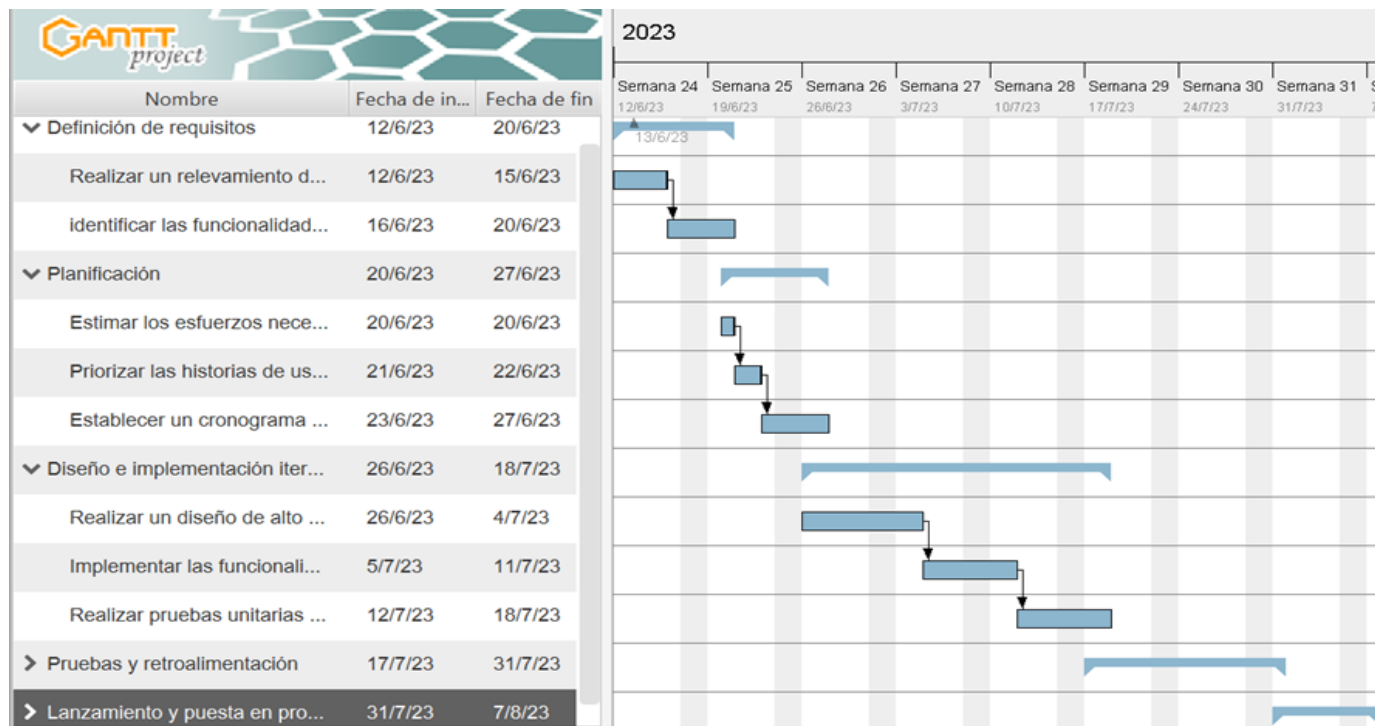 GANTT
project
2023
Semana 24 Semana 25 Semana 26 Semana 27 Semana 28 Semana 29 Semana 30 Semana 31
12/6/23 19/6/23 26/6/23 3/7/23 10/7/23 17/7/23 24/7/23 31/7/23
Nombre Fecha de in... Fecha de fin
Definición de requisitos 12/6/23 20/6/23
13/6/23
Realizar un relevamiento d... 12/6/23 15/6/23
identificar las funcionalidad... 16/6/23 20/6/23
Planificación 20/6/23 27/6/23
Estimar los esfuerzos nece... 20/6/23 20/6/23
Priorizar las historias de us... 21/6/23 22/6/23
Establecer un cronograma ... 23/6/23 27/6/23
Diseño e implementación iter... 26/6/23 18/7/23
Realizar un diseño de alto ... 26/6/23 4/7/23
Implementar las funcionali... 5/7/23 11/7/23
Realizar pruebas unitarias ... 12/7/23 18/7/23
Pruebas y retroalimentación 17/7/23 31/7/23
Lanzamiento y puesta en pro... 31/7/23 7/8/23